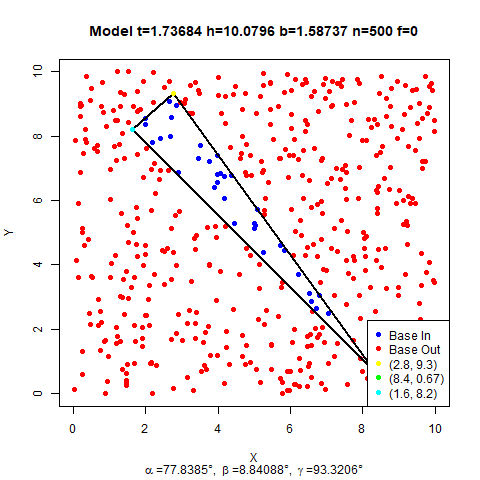 Model t=1.73684 h=10.0796 b=1.58737 n=500 f=0
10
8
6
4
2
0
Y
Base In
Base Out
(2.8, 9.3)
(8.4, 0.67)
(1.6, 8.2)
0 2 4 6 8 10
X
α=77.8385°, β=8.84088°, γ=93.3206°